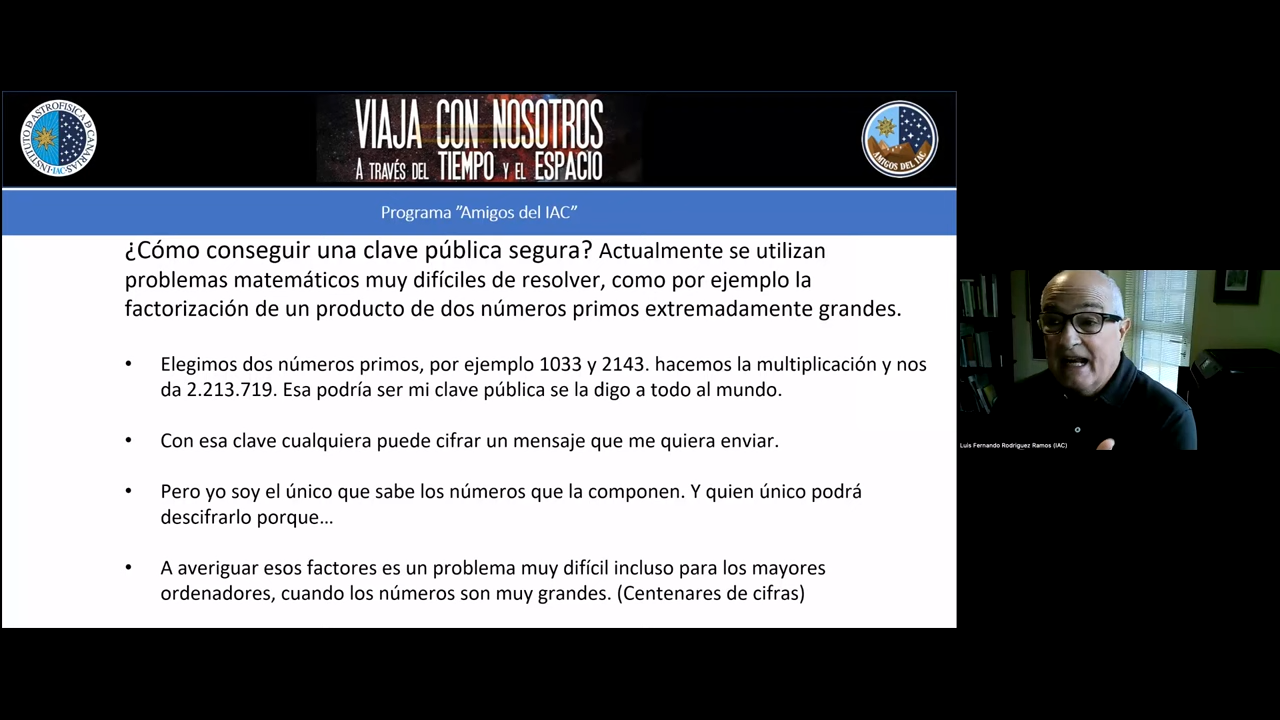 INSTITUTO DE ASTROFISICA DE CANARIAS
·IAC·
VIAJA CON NOSOTROS
A TRAVÉS DEL TIEMPO Y EL ESPACIO
AMIGOS DEL IAC
Programa ”Amigos del IAC”
¿Cómo conseguir una clave pública segura? Actualmente se utilizan
problemas matemáticos muy difíciles de resolver, como por ejemplo la
factorización de un producto de dos números primos extremadamente grandes.
• Elegimos dos números primos, por ejemplo 1033 y 2143. hacemos la multiplicación y nos
da 2.213.719. Esa podría ser mi clave pública se la digo a todo al mundo.
• Con esa clave cualquiera puede cifrar un mensaje que me quiera enviar.
• Pero yo soy el único que sabe los números que la componen. Y quien único podrá
descifrarlo porque…
• A averiguar esos factores es un problema muy difícil incluso para los mayores
ordenadores, cuando los números son muy grandes. (Centenares de cifras)
Luis Fernando Rodríguez Ramos (IAC)